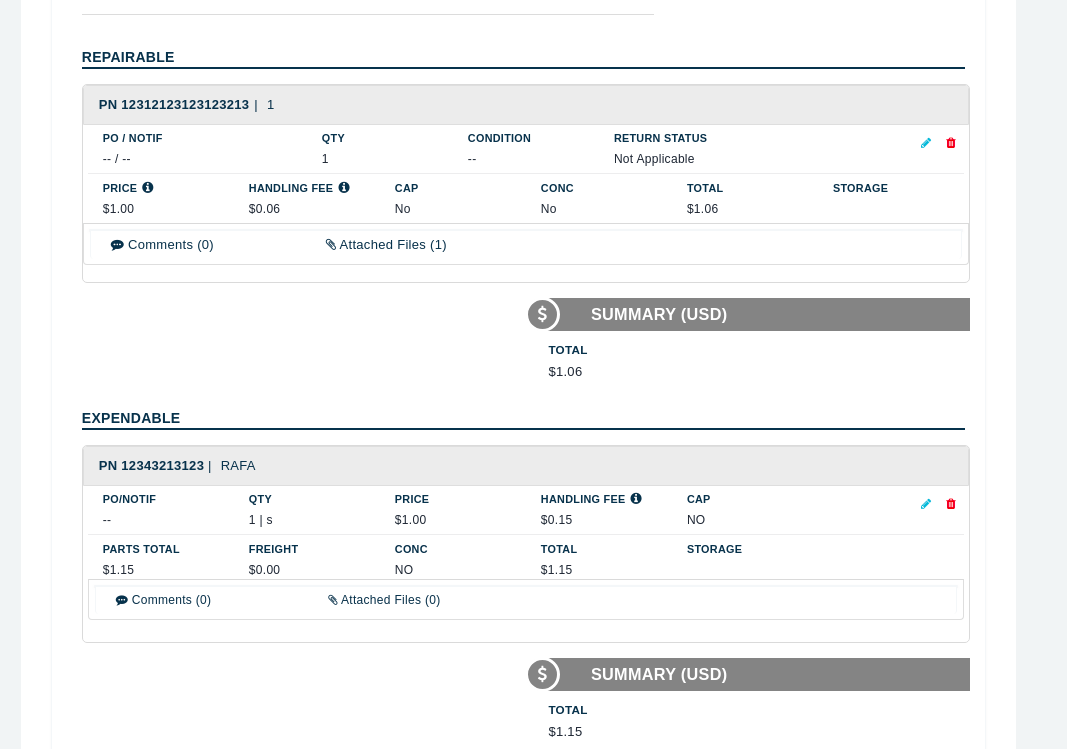 REPAIRABLE
PN 12312123123123213 | 1
PO / NOTIF QTY CONDITION RETURN STATUS
-- / -- 1 -- Not Applicable
PRICE HANDLING FEE CAP CONC TOTAL STORAGE
$1.00 $0.06 No No $1.06
Comments (0) Attached Files (1)
$ SUMMARY (USD)
TOTAL
$1.06
EXPENDABLE
PN 12343213123 | RAFA
PO/NOTIF QTY PRICE HANDLING FEE CAP
-- 1 | s $1.00 $0.15 NO
PARTS TOTAL FREIGHT CONC TOTAL STORAGE
$1.15 $0.00 NO $1.15
Comments (0) Attached Files (0)
$ SUMMARY (USD)
TOTAL
$1.15